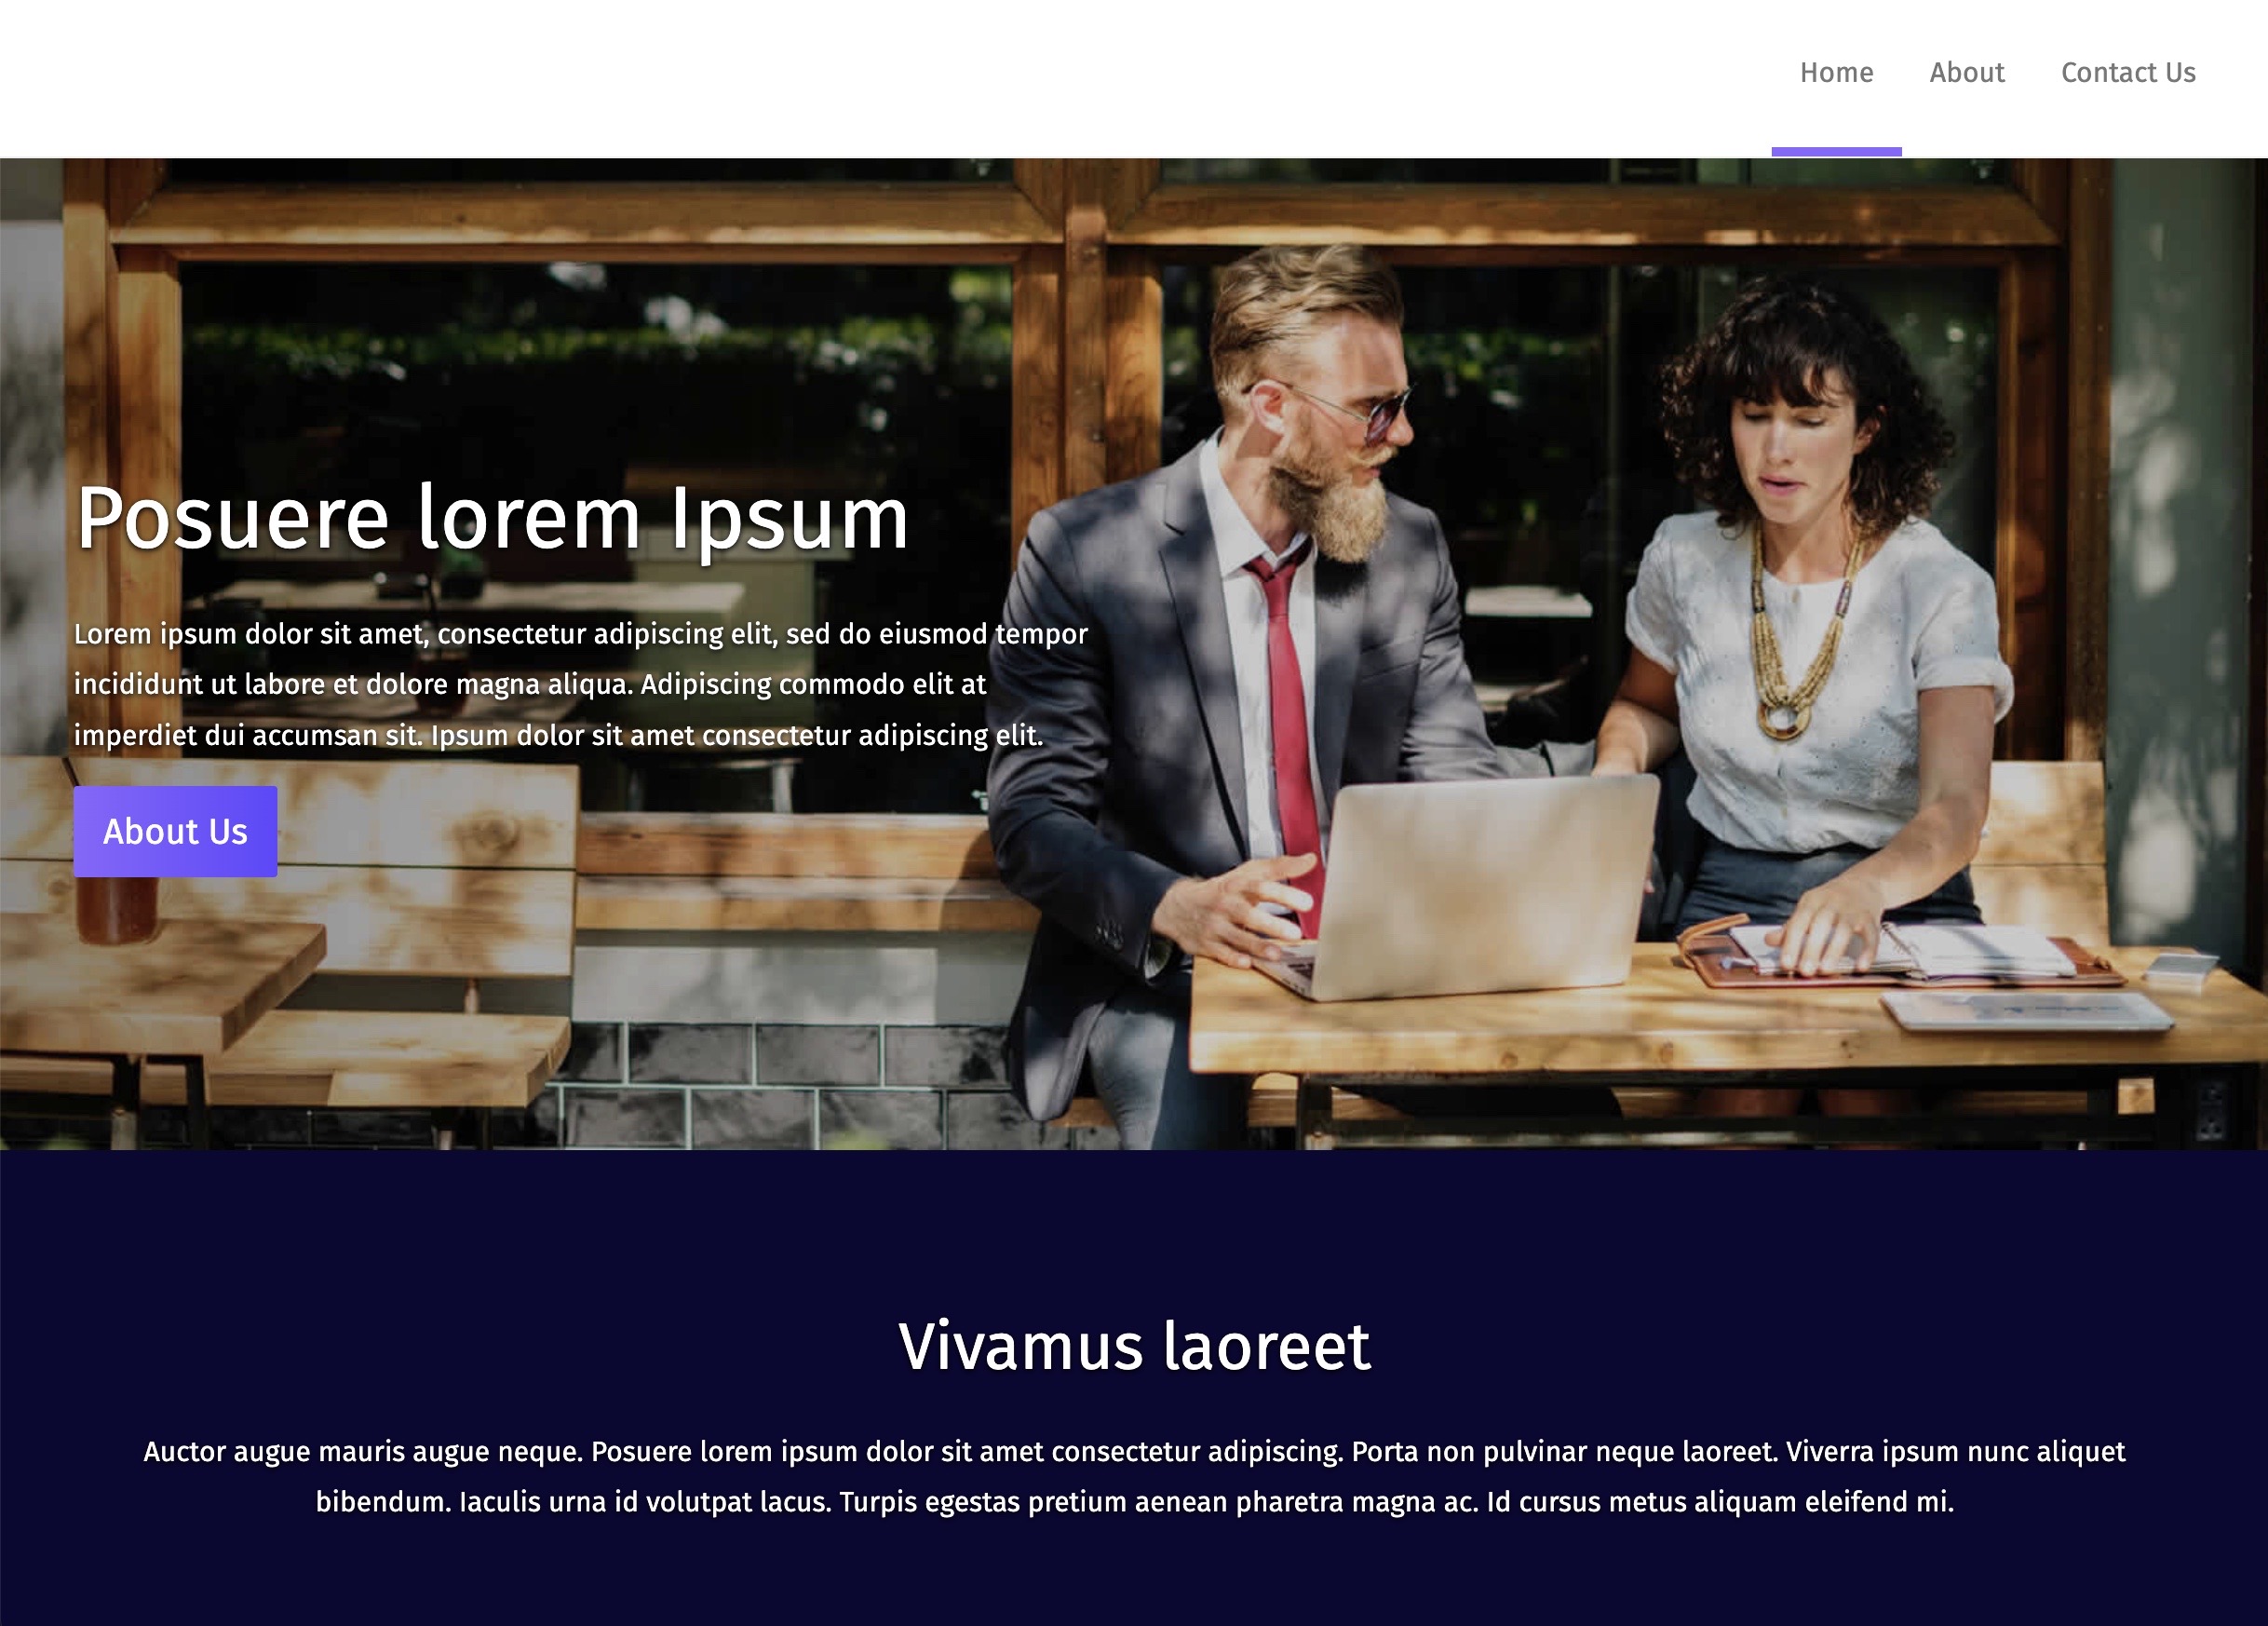 Home About Contact Us
Posuere lorem Ipsum
Lorem ipsum dolor sit amet, consectetur adipiscing elit, sed do eiusmod tempor
incididunt ut labore et dolore magna aliqua. Adipiscing commodo elit at
imperdiet dui accumsan sit. Ipsum dolor sit amet consectetur adipiscing elit.
About Us
Vivamus laoreet
Auctor augue mauris augue neque. Posuere lorem ipsum dolor sit amet consectetur adipiscing. Porta non pulvinar neque laoreet. Viverra ipsum nunc aliquet
bibendum. Iaculis urna id volutpat lacus. Turpis egestas pretium aenean pharetra magna ac. Id cursus metus aliquam eleifend mi.